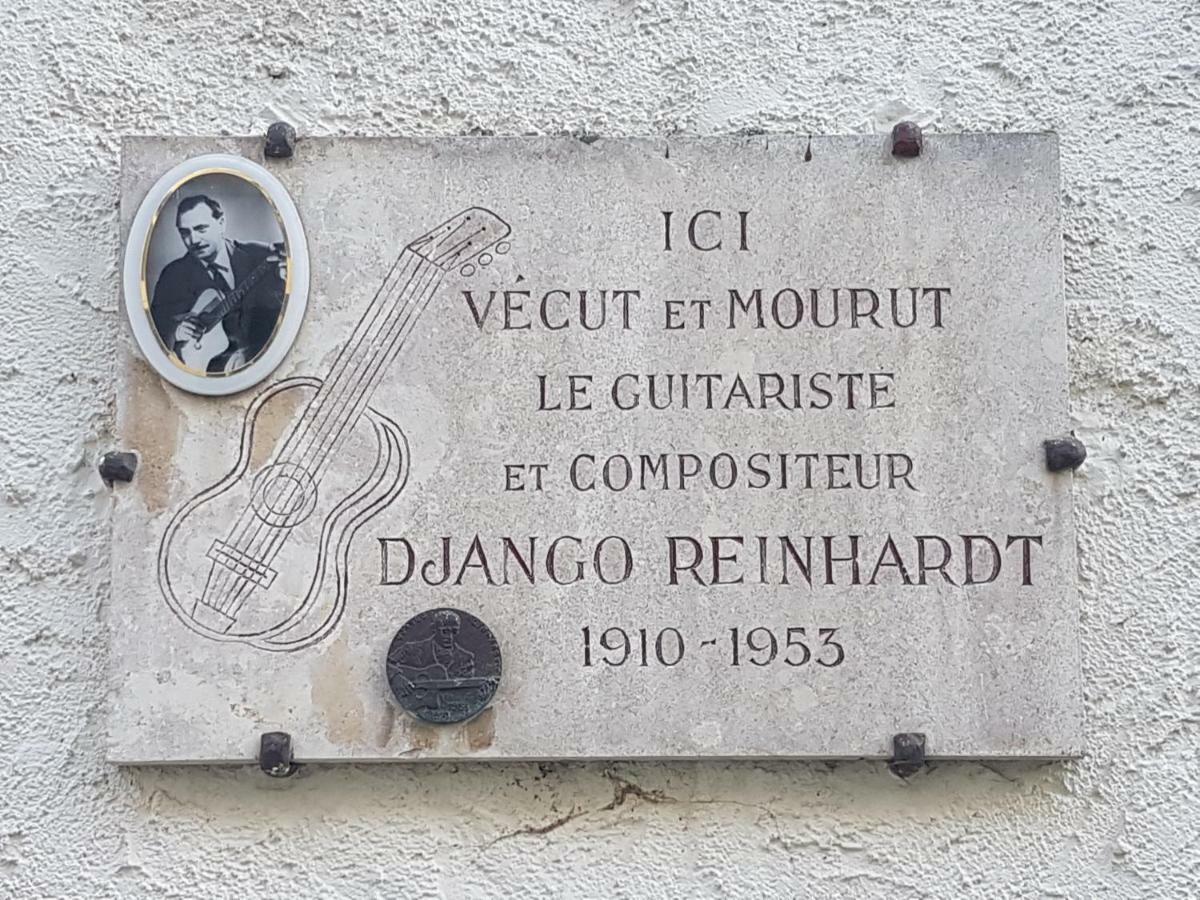 ICI
VÉCUT ET MOURUT
LE GUITARISTE
ET COMPOSITEUR
DJANGO REINHARDT
1910-1953